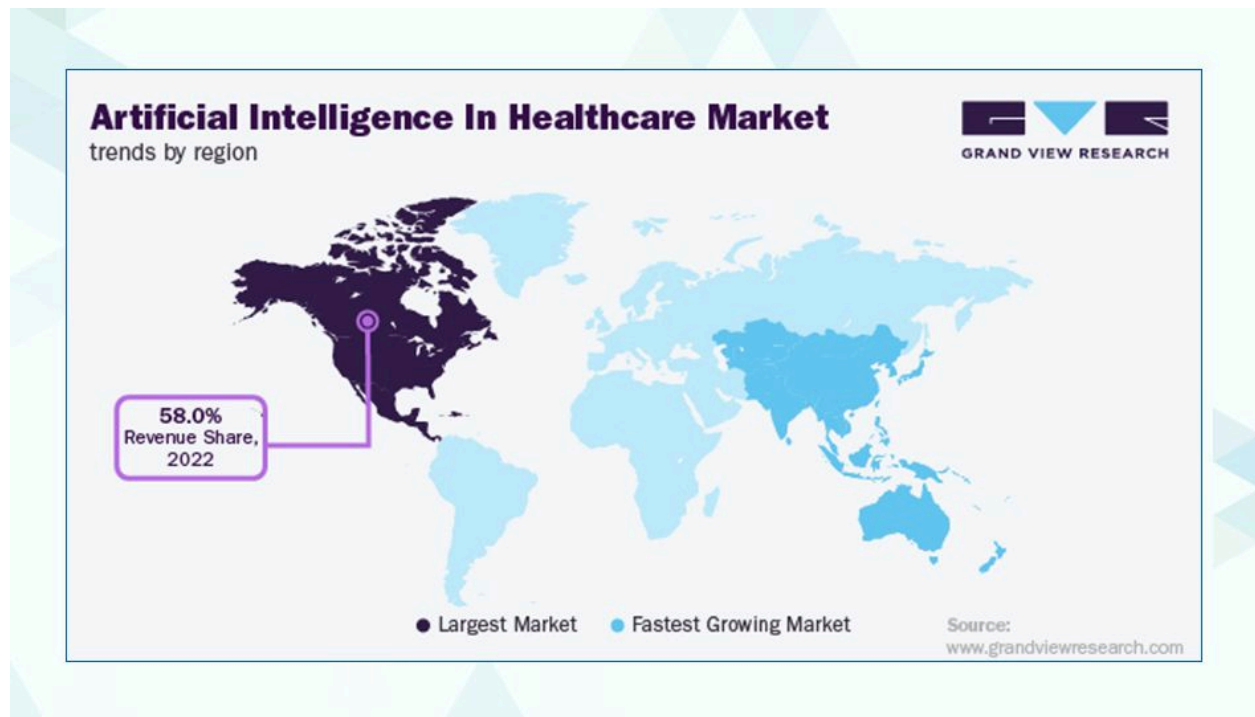 Artificial Intelligence In Healthcare Market
trends by region
GRAND VIEW RESEARCH
58.0%
Revenue Share,
2022
Largest Market
Fastest Growing Market
Source:
www.grandviewresearch.com